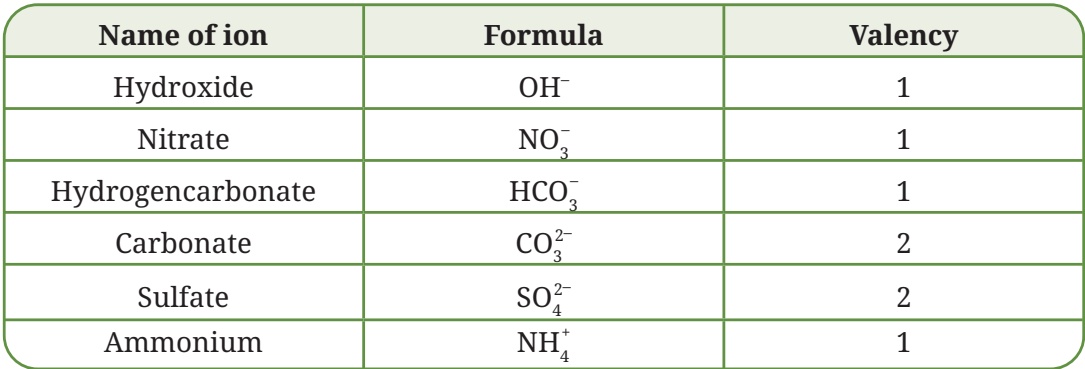 Name of ion Formula Valency
Hydroxide OH⁻ 1
Nitrate NO₃⁻ 1
Hydrogencarbonate HCO₃⁻ 1
Carbonate CO₃²⁻ 2
Sulfate SO₄²⁻ 2
Ammonium NH₄⁺ 1